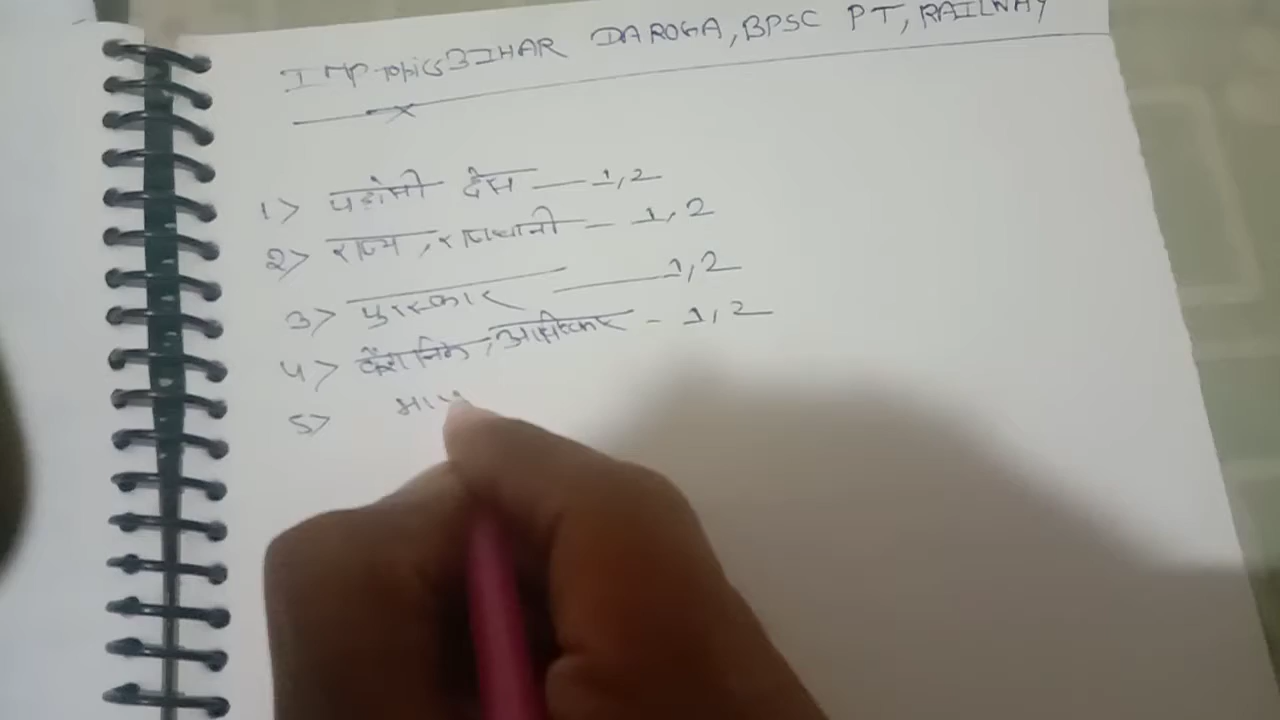 IMP Topics BIHAR DAROGA, BPSC PT, RAILWAY
1> पड़ोसी देस — 1,2
2> राज्य, राजधानी - 1,2
3> पुरस्कार — 1,2
4> आविष्कार - 1,2
5>